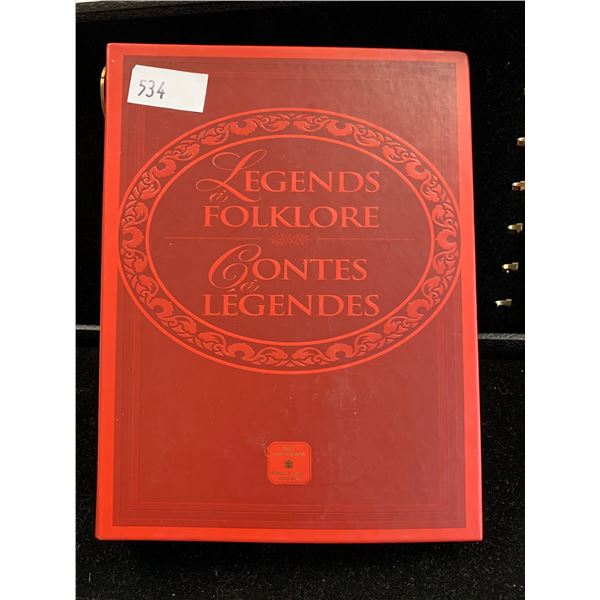 534
LEGENDS
& FOLKLORE
CONTES
& LÉGENDES